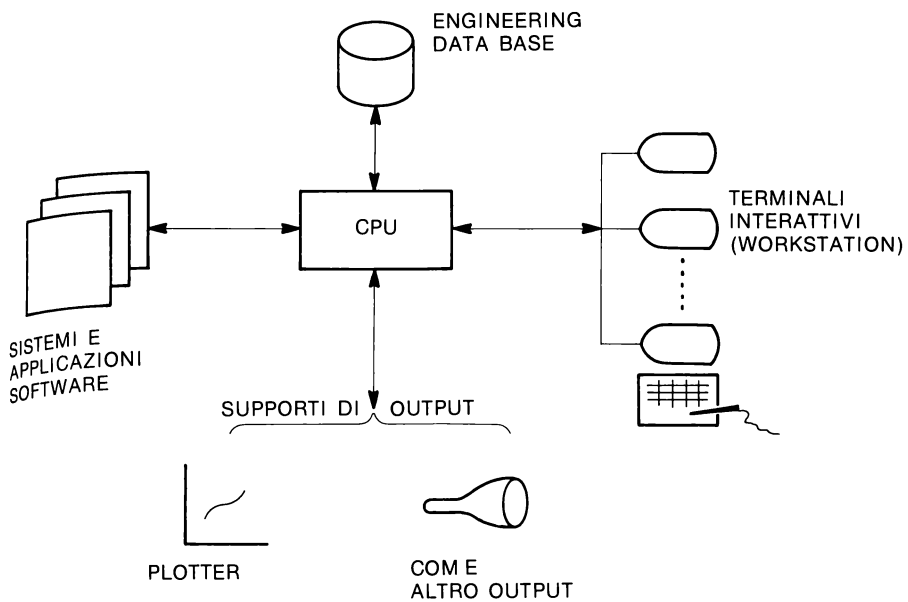 ENGINEERING
DATA BASE
CPU
TERMINALI
INTERATTIVI
(WORKSTATION)
SISTEMI E
APPLICAZIONI
SOFTWARE
SUPPORTI DI OUTPUT
PLOTTER
COM E
ALTRO OUTPUT